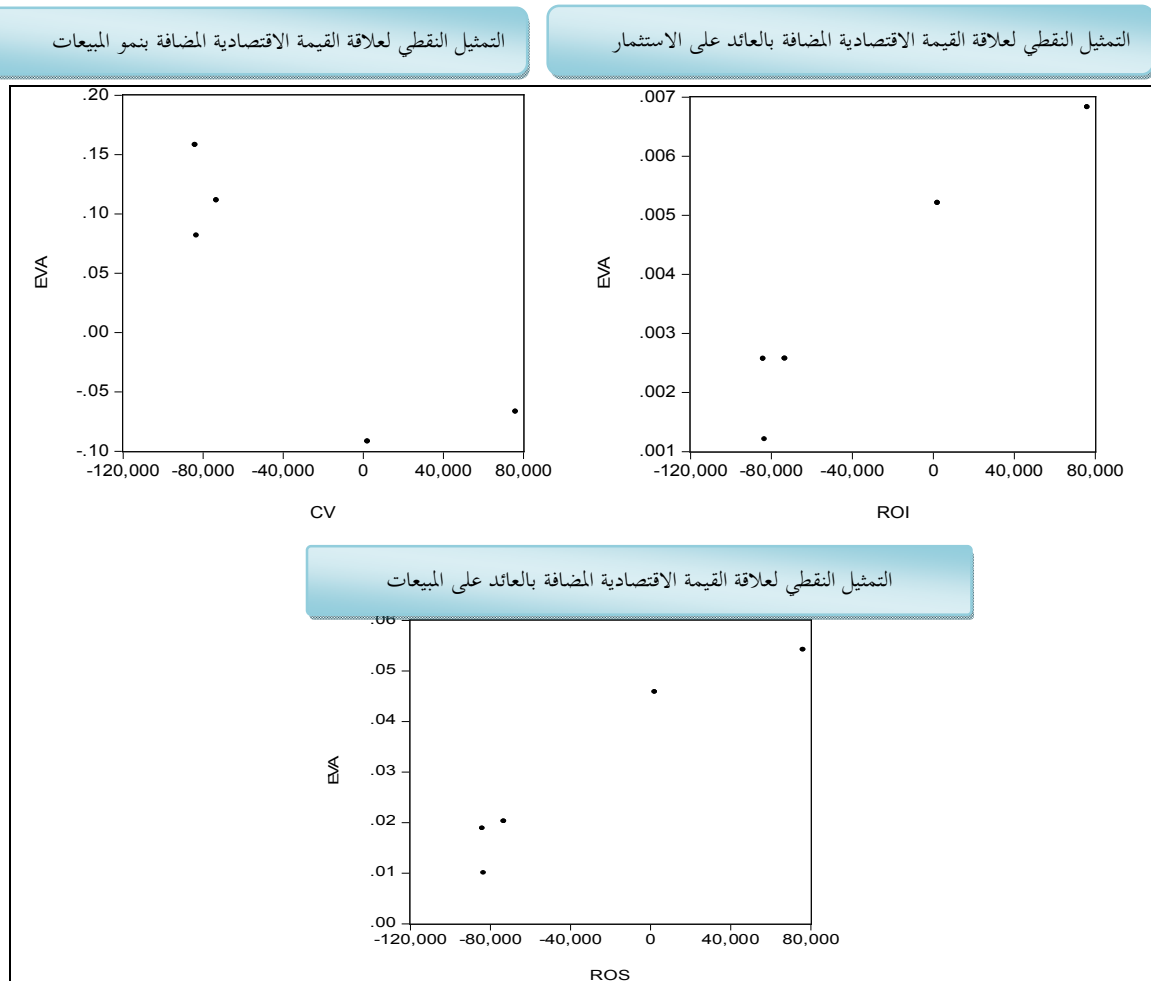 التمثيل النقطي لعلاقة القيمة الاقتصادية المضافة بالعائد على الاستثمار
التمثيل النقطي لعلاقة القيمة الاقتصادية المضافة بنمو المبيعات
.20
.15
.10
.05
.00
-.05
-.10
EVA
-120,000 -80,000 -40,000 0 40,000 80,000
CV
.007
.006
.005
.004
.003
.002
.001
EVA
-120,000 -80,000 -40,000 0 40,000 80,000
ROI
التمثيل النقطي لعلاقة القيمة الاقتصادية المضافة بالعائد على المبيعات
.06
.05
.04
.03
.02
.01
.00
EVA
-120,000 -80,000 -40,000 0 40,000 80,000
ROS